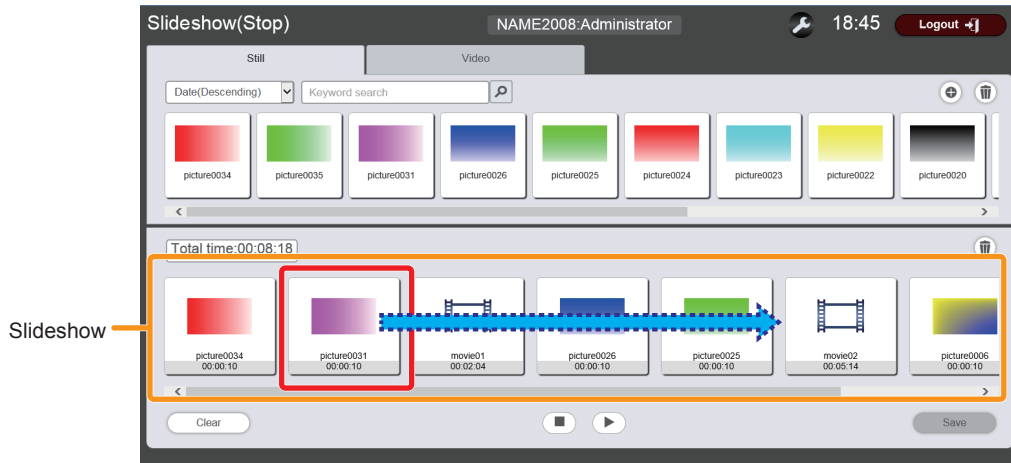 Slideshow(Stop)
NAME2008:Administrator
18:45
Logout
Still
Video
Date(Descending)
Keyword search
picture0034
picture0035
picture0031
picture0026
picture0025
picture0024
picture0023
picture0022
picture0020
Total time:00:08:18
Slideshow
picture0034
00:00:10
picture0031
00:00:10
movie01
00:02:04
picture0026
00:00:10
picture0025
00:00:10
movie02
00:05:14
picture0006
00:00:10
Clear
Save